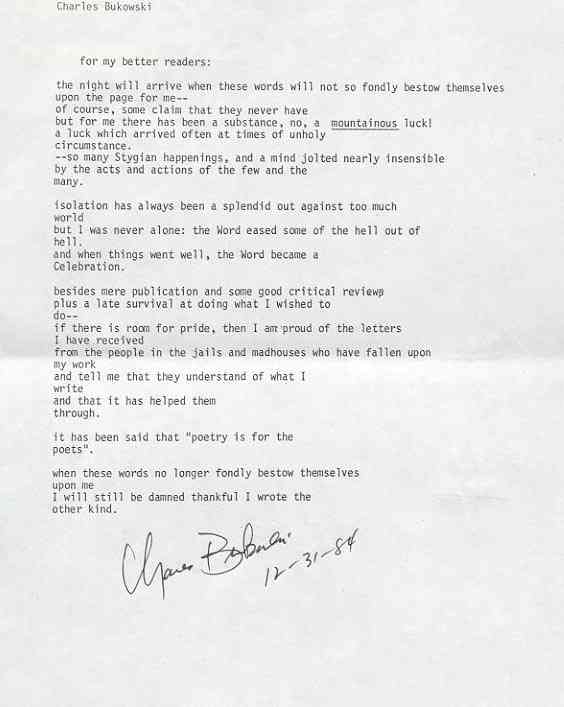 Charles Bukowski
for my better readers:
the night will arrive when these words will not so fondly bestow themselves
upon the page for me--
of course, some claim that they never have
but for me there has been a substance, no, a mountainous luck!
a luck which arrived often at times of unholy
circumstance.
--so many Stygian happenings, and a mind jolted nearly insensible
by the acts and actions of the few and the
many.
isolation has always been a splendid out against too much
world
but I was never alone: the Word eased some of the hell out of
hell.
and when things went well, the Word became a
Celebration.
besides mere publication and some good critical reviews
plus a late survival at doing what I wished to
do--
if there is room for pride, then I am proud of the letters
I have received
from the people in the jails and madhouses who have fallen upon
my work
and tell me that they understand of what I
write
and that it has helped them
through.
it has been said that "poetry is for the
poets".
when these words no longer fondly bestow themselves
upon me
I will still be damned thankful I wrote the
other kind.
Charles Bukowski
12-31-84